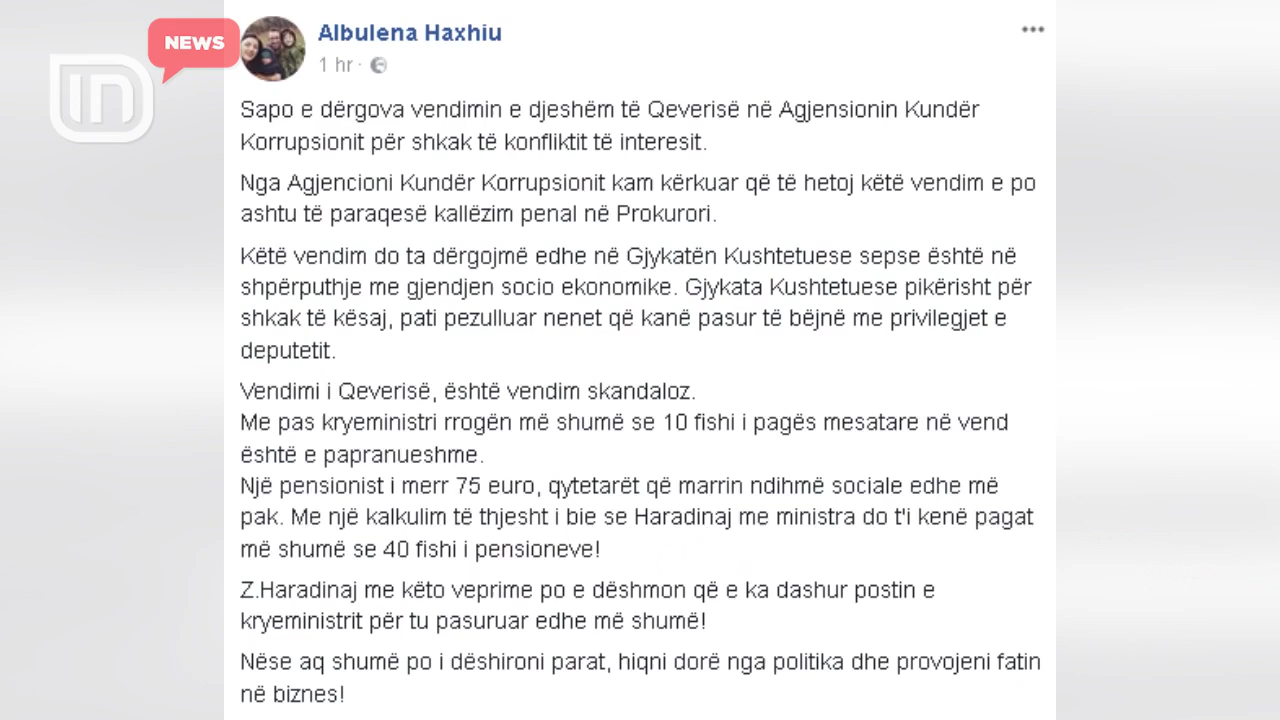 NEWS
IN
Albulena Haxhiu
1 hr ·
Sapo e dërgova vendimin e djeshëm të Qeverisë në Agjensionin Kundër
Korrupsionit për shkak të konfliktit të interesit.
Nga Agjencioni Kundër Korrupsionit kam kërkuar që të hetoj këtë vendim e po
ashtu të paraqesë kallëzim penal në Prokurori.
Këtë vendim do ta dërgojmë edhe në Gjykatën Kushtetuese sepse është në
shpërputhje me gjendjen socio ekonomike. Gjykata Kushtetuese pikërisht për
shkak të kësaj, pati pezulluar nenet që kanë pasur të bëjnë me privilegjet e
deputetit.
Vendimi i Qeverisë, është vendim skandaloz.
Me pas kryeministri rrogën më shumë se 10 fishi i pagës mesatare në vend
është e papranueshme.
Një pensionist i merr 75 euro, qytetarët që marrin ndihmë sociale edhe më
pak. Me një kalkulim të thjesht i bie se Haradinaj me ministra do t'i kenë pagat
më shumë se 40 fishi i pensioneve!
Z.Haradinaj me këto veprime po e dëshmon që e ka dashur postin e
kryeministrit për tu pasuruar edhe më shumë!
Nëse aq shumë po i dëshironi parat, hiqni dorë nga politika dhe provojeni fatin
në biznes!